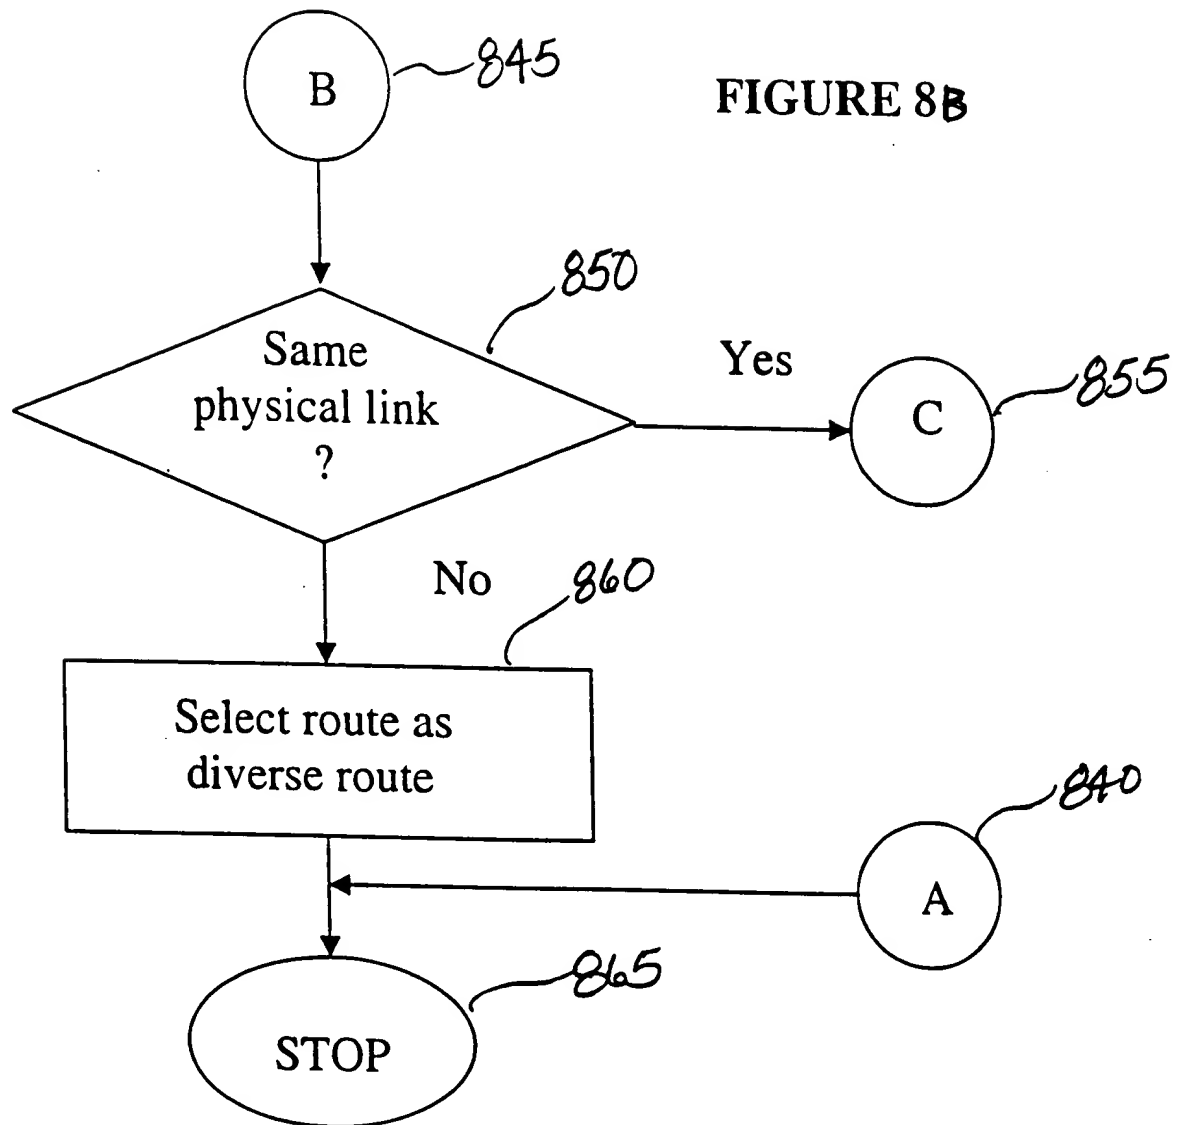 B
845
FIGURE 8B
850
Same
physical link
?
Yes
C
855
No
860
Select route as
diverse route
840
A
865
STOP